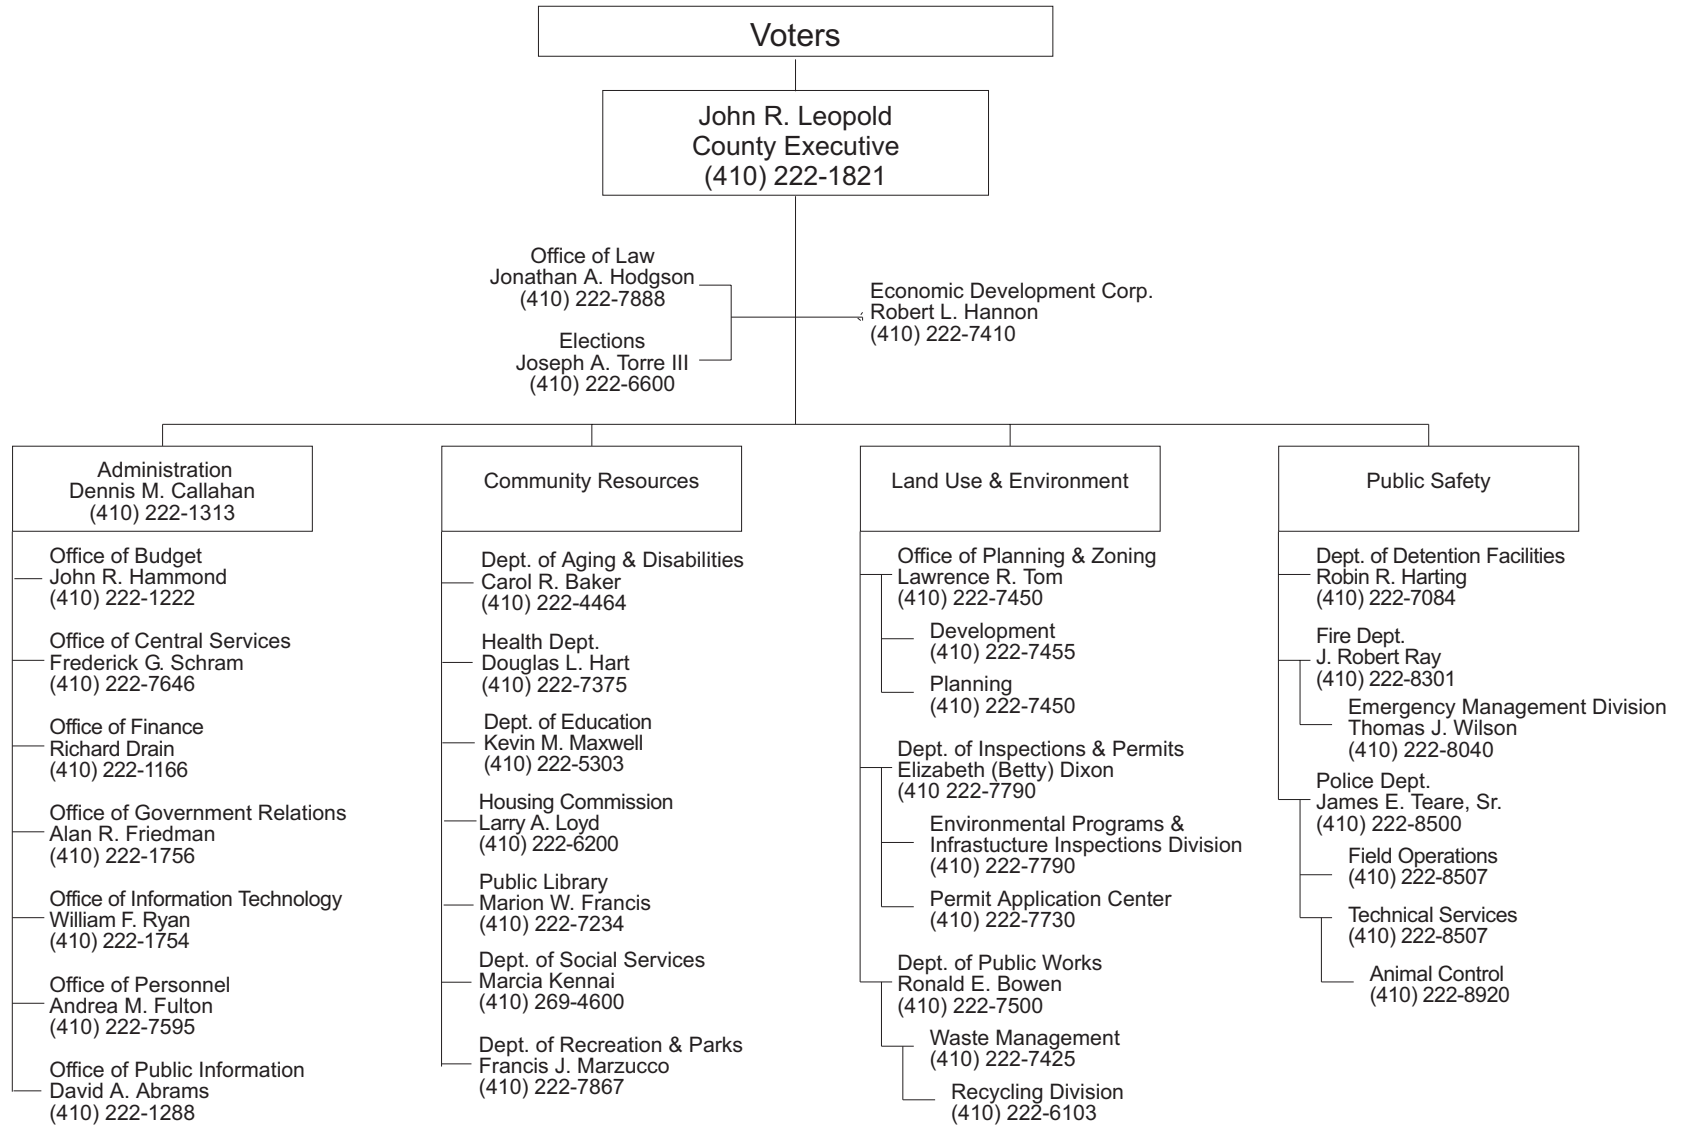 Voters
John R. Leopold
County Executive
(410) 222-1821
Office of Law
Jonathan A. Hodgson
(410) 222-7888
Elections
Joseph A. Torre III
(410) 222-6600
Economic Development Corp.
Robert L. Hannon
(410) 222-7410
Administration
Dennis M. Callahan
(410) 222-1313
Office of Budget
John R. Hammond
(410) 222-1222
Office of Central Services
Frederick G. Schram
(410) 222-7646
Office of Finance
Richard Drain
(410) 222-1166
Office of Government Relations
Alan R. Friedman
(410) 222-1756
Office of Information Technology
William F. Ryan
(410) 222-1754
Office of Personnel
Andrea M. Fulton
(410) 222-7595
Office of Public Information
David A. Abrams
(410) 222-1288
Community Resources
Dept. of Aging & Disabilities
Carol R. Baker
(410) 222-4464
Health Dept.
Douglas L. Hart
(410) 222-7375
Dept. of Education
Kevin M. Maxwell
(410) 222-5303
Housing Commission
Larry A. Loyd
(410) 222-6200
Public Library
Marion W. Francis
(410) 222-7234
Dept. of Social Services
Marcia Kennai
(410) 269-4600
Dept. of Recreation & Parks
Francis J. Marzucco
(410) 222-7867
Land Use & Environment
Office of Planning & Zoning
Lawrence R. Tom
(410) 222-7450
Development
(410) 222-7455
Planning
(410) 222-7450
Dept. of Inspections & Permits
Elizabeth (Betty) Dixon
(410 222-7790
Environmental Programs &
Infrastucture Inspections Division
(410) 222-7790
Permit Application Center
(410) 222-7730
Dept. of Public Works
Ronald E. Bowen
(410) 222-7500
Waste Management
(410) 222-7425
Recycling Division
(410) 222-6103
Public Safety
Dept. of Detention Facilities
Robin R. Harting
(410) 222-7084
Fire Dept.
J. Robert Ray
(410) 222-8301
Emergency Management Division
Thomas J. Wilson
(410) 222-8040
Police Dept.
James E. Teare, Sr.
(410) 222-8500
Field Operations
(410) 222-8507
Technical Services
(410) 222-8507
Animal Control
(410) 222-8920